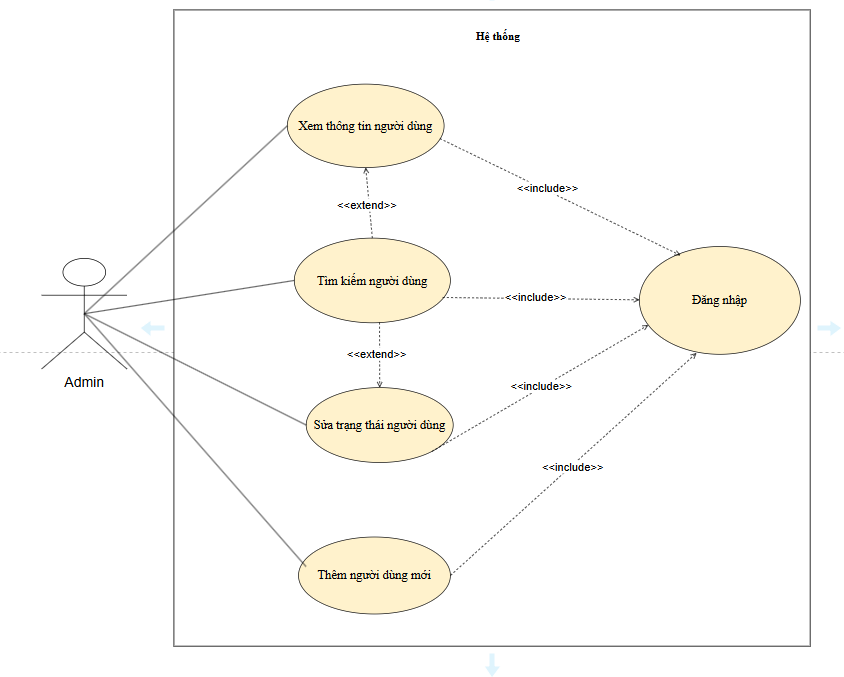 Hệ thống
Xem thông tin người dùng
<<include>>
<<extend>>
Tìm kiếm người dùng
<<include>>
Đăng nhập
<<extend>>
Admin
<<include>>
Sửa trạng thái người dùng
<<include>>
Thêm người dùng mới